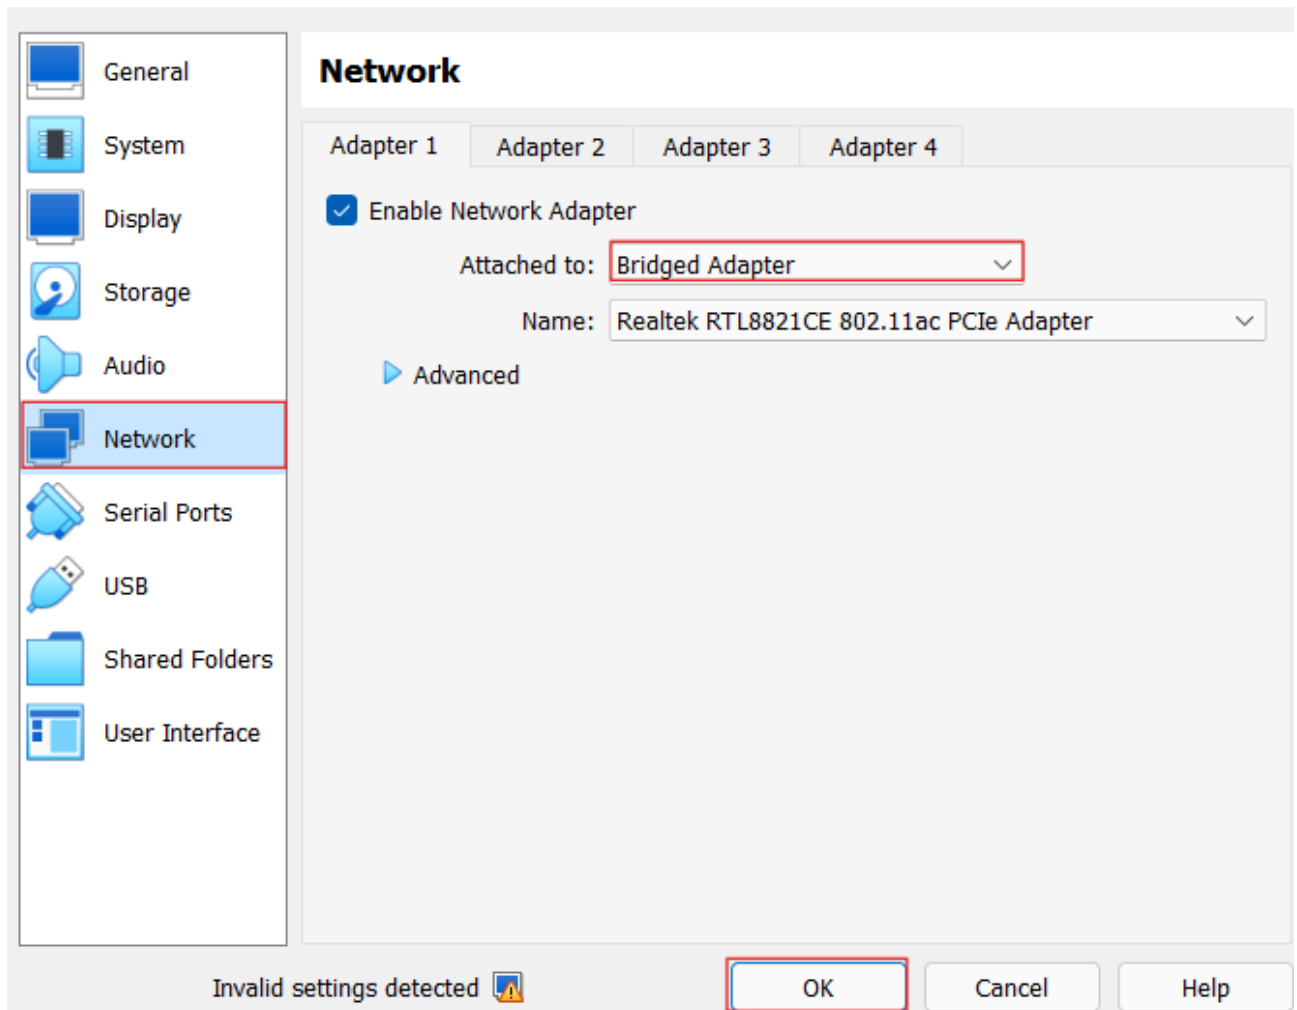 General
System
Display
Storage
Audio
Network
Serial Ports
USB
Shared Folders
User Interface
Network
Adapter 1 Adapter 2 Adapter 3 Adapter 4
Enable Network Adapter
Attached to: Bridged Adapter
Name: Realtek RTL8821CE 802.11ac PCIe Adapter
Advanced
Invalid settings detected OK Cancel Help